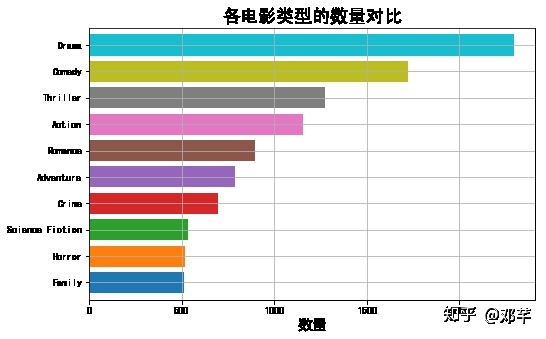 各电影类型的数量对比
Drama
Comedy
Thriller
Action
Romance
Adventure
Crime
Science Fiction
Horror
Family
0 500 1000 1500
数量
知乎 @邓芊